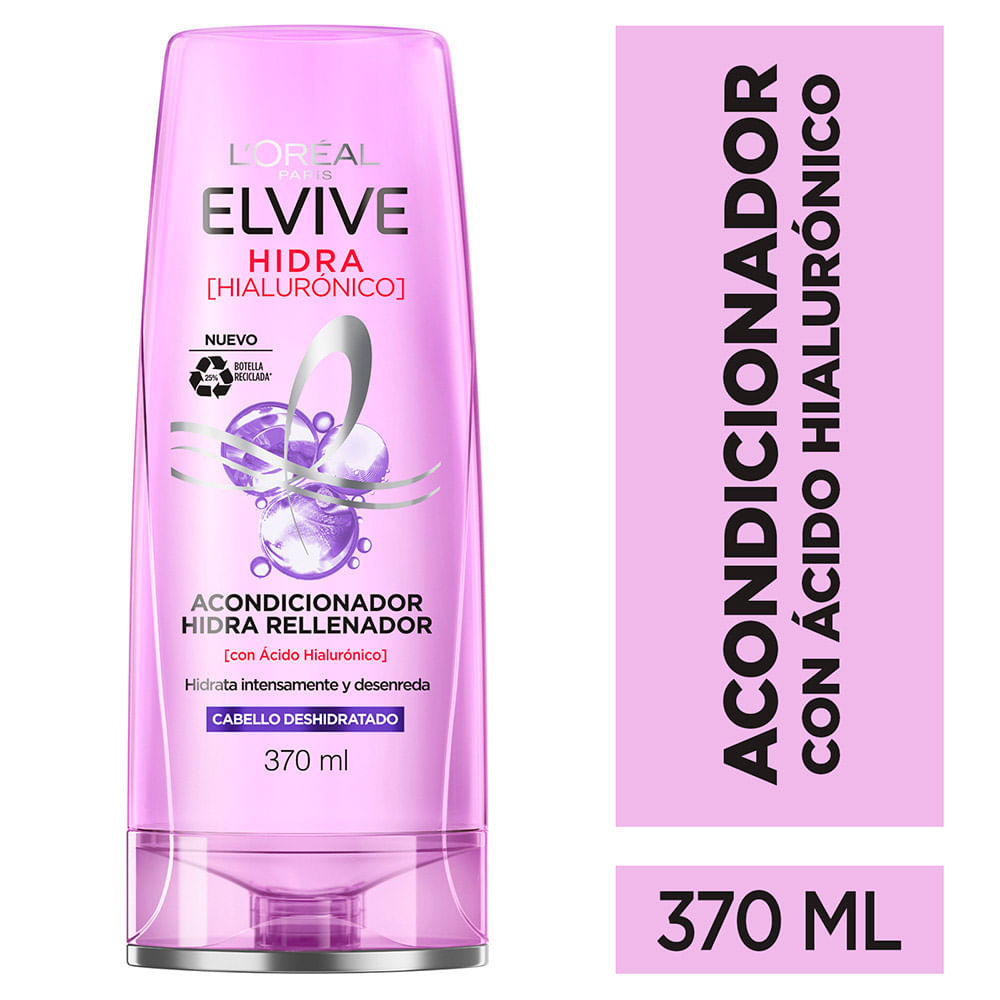 L'ORÉAL
PARIS
ELVIVE
HIDRA
[HIALURÓNICO]
NUEVO
25%
BOTELLA
RECICLADA*
ACONDICIONADOR
HIDRA RELLENADOR
[con Ácido Hialurónico]
Hidrata intensamente y desenreda
CABELLO DESHIDRATADO
370 ml
ACONDICIONADOR
CON ÁCIDO HIALURÓNICO
370 ML